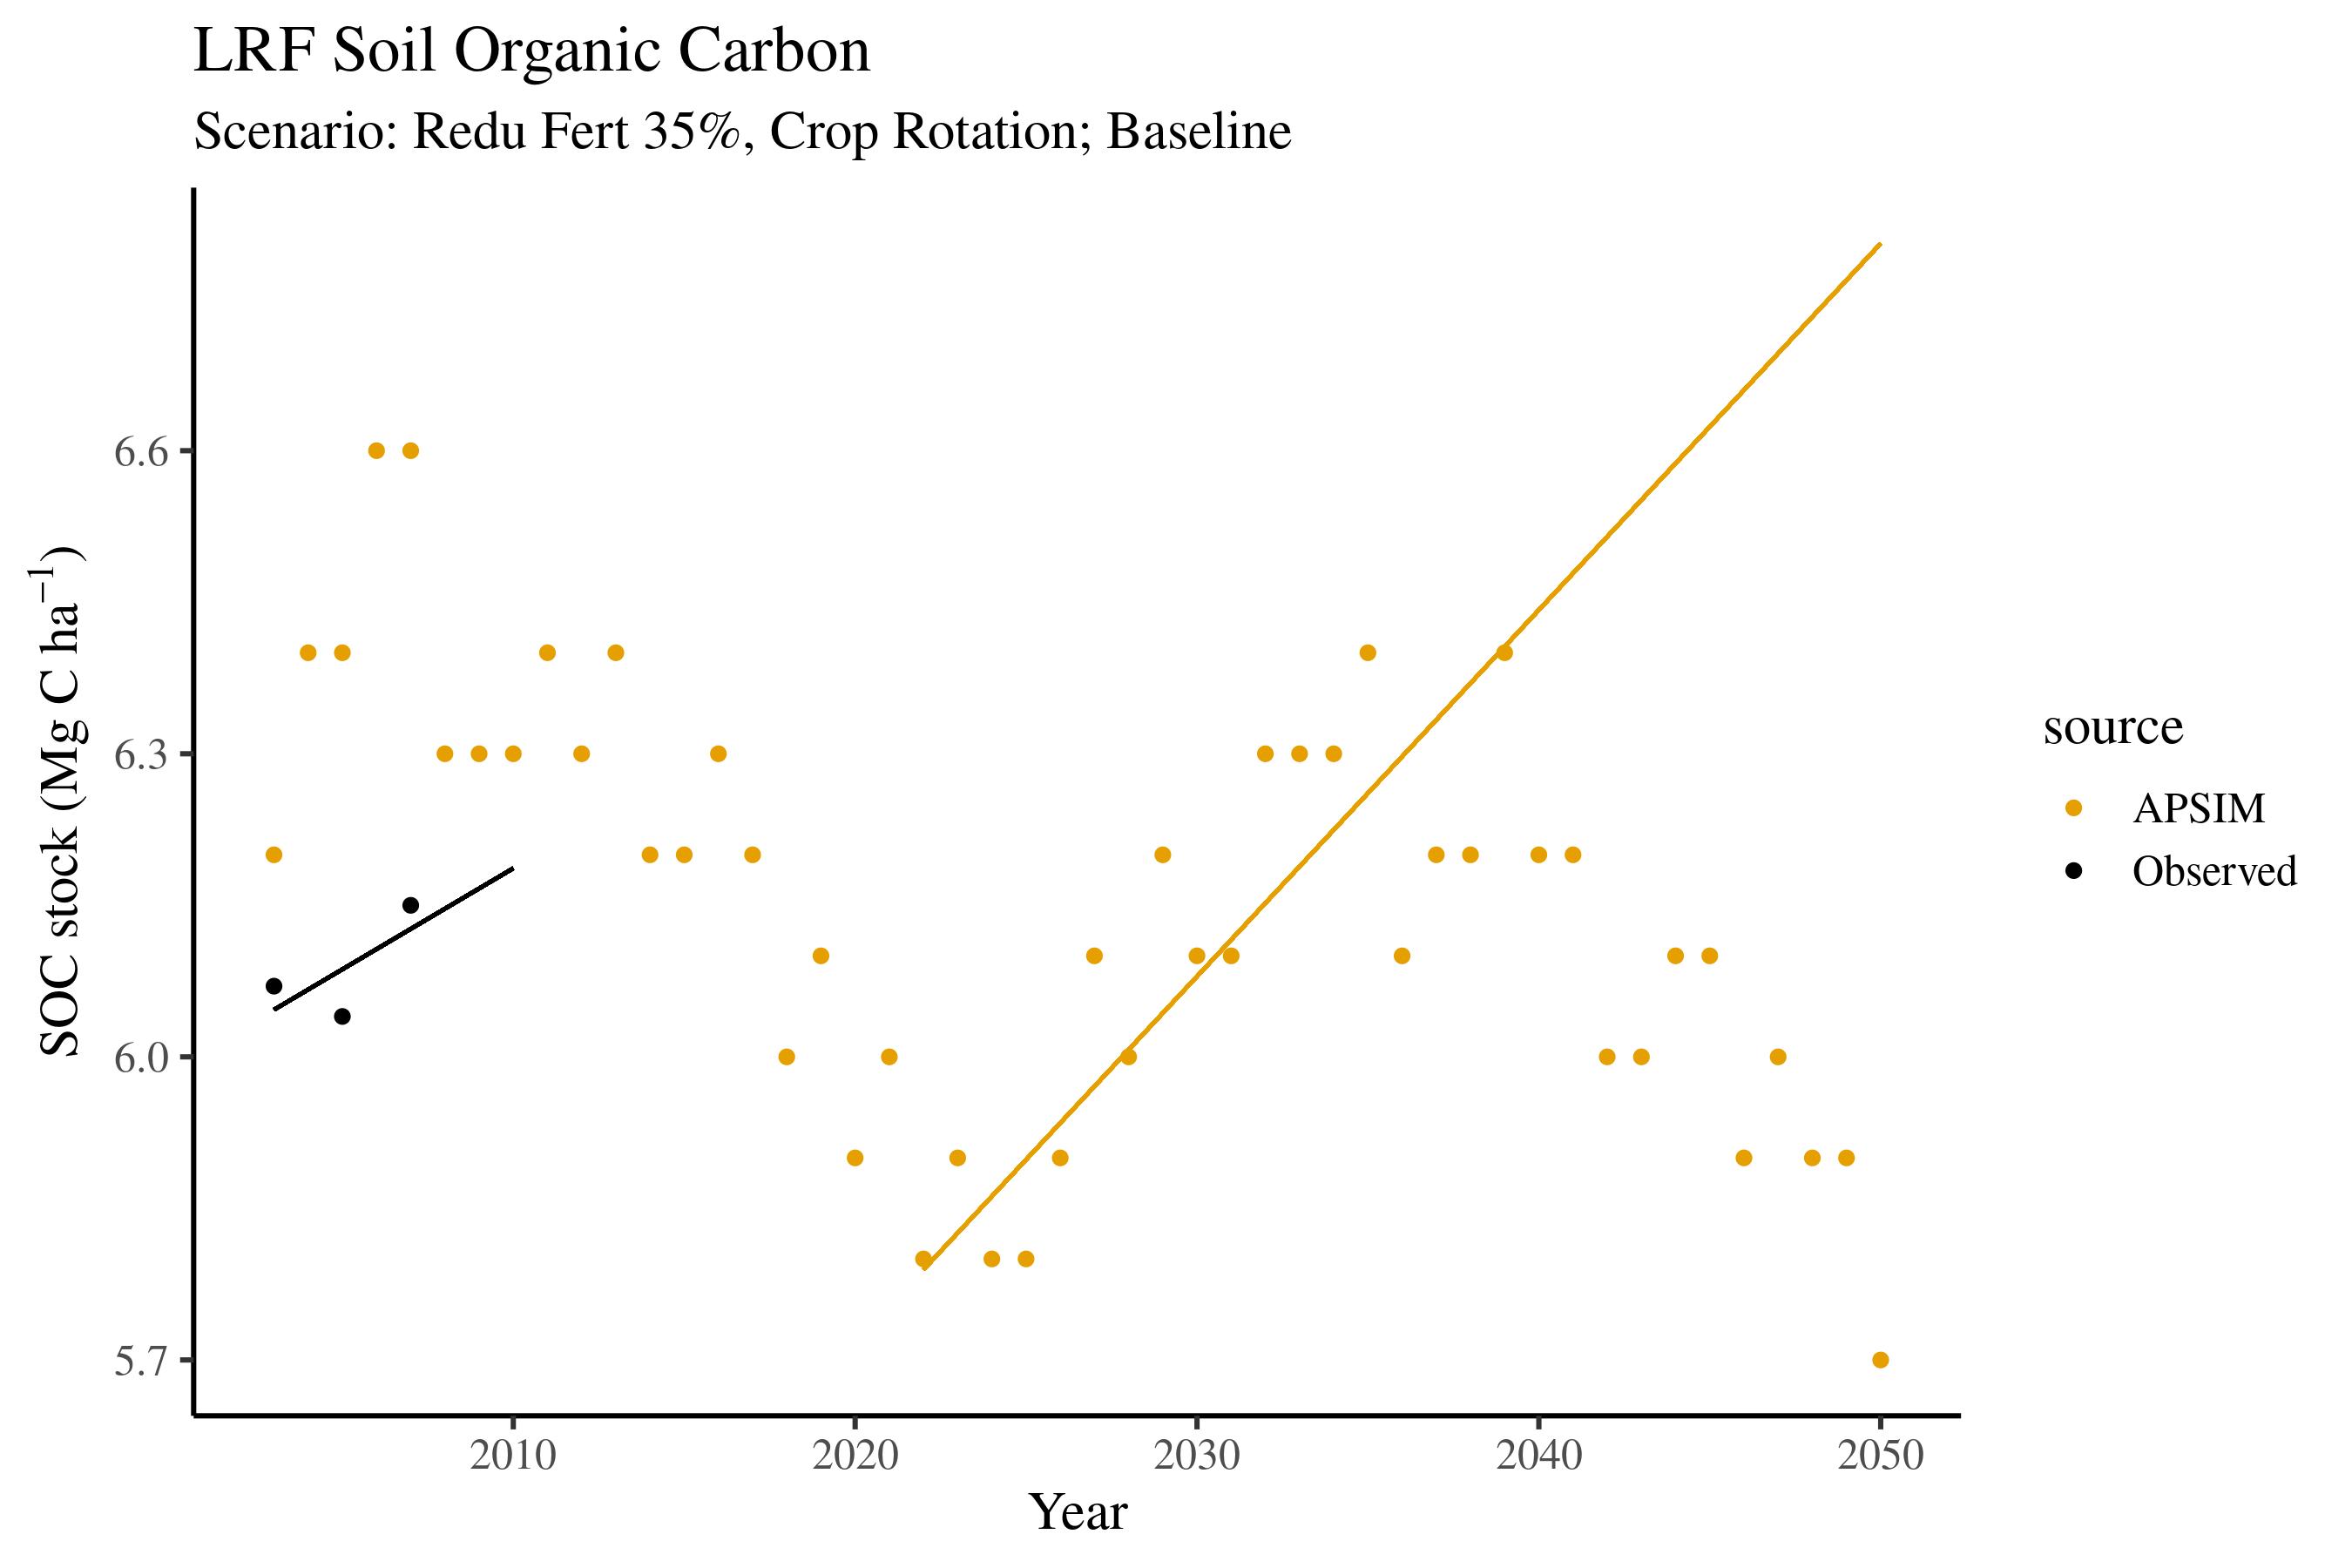 LRF Soil Organic Carbon
Scenario: Redu Fert 35%, Crop Rotation; Baseline
SOC stock (Mg C ha⁻¹)
6.6
6.3
6.0
5.7
2010 2020 2030 2040 2050
Year
source
APSIM
Observed